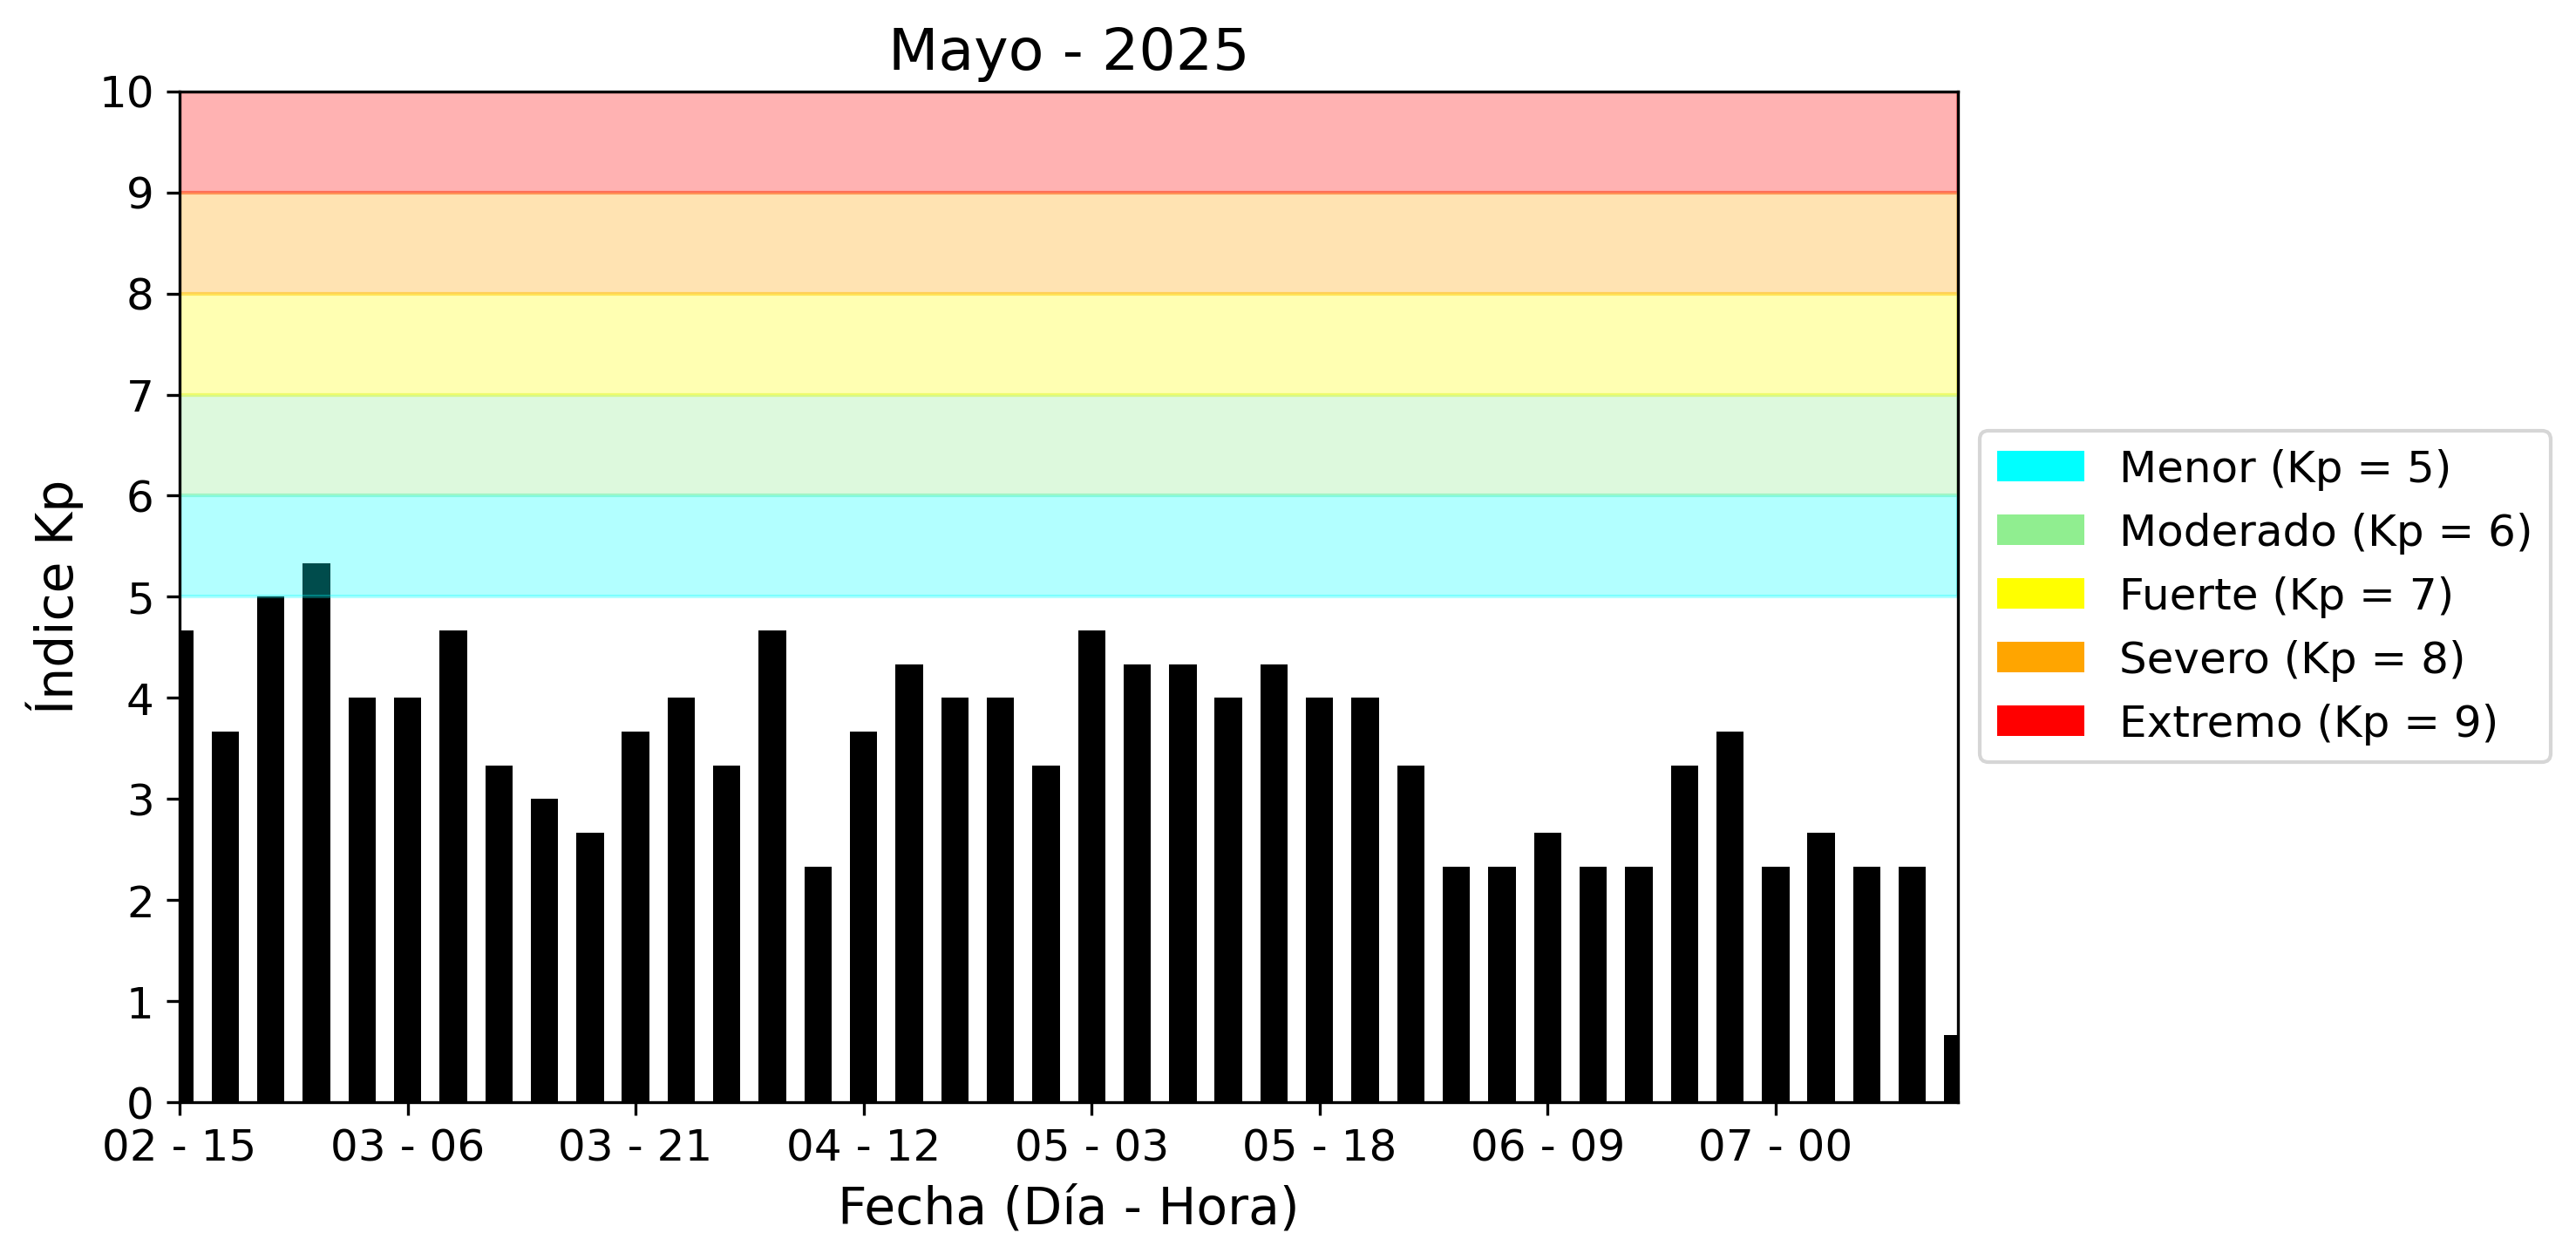 Mayo - 2025
10
9
8
7
6
5
4
3
2
1
0
Índice Kp
02 - 15 03 - 06 03 - 21 04 - 12 05 - 03 05 - 18 06 - 09 07 - 00
Fecha (Día - Hora)
Menor (Kp = 5)
Moderado (Kp = 6)
Fuerte (Kp = 7)
Severo (Kp = 8)
Extremo (Kp = 9)